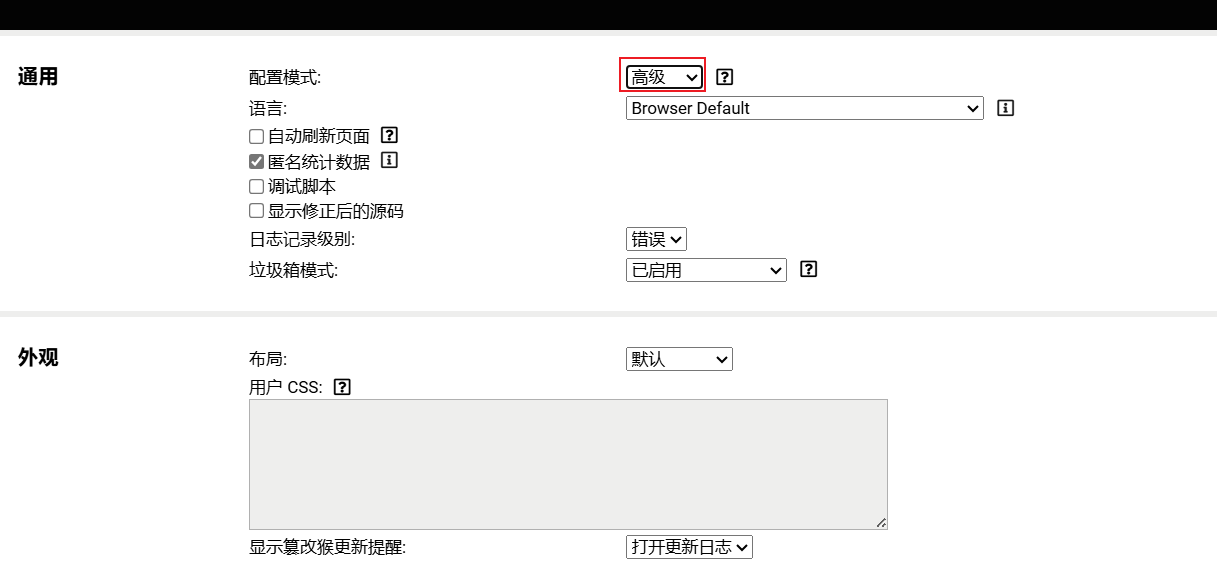 通用
配置模式: 高级
语言: Browser Default
自动刷新页面
匿名统计数据
调试脚本
显示修正后的源码
日志记录级别: 错误
垃圾箱模式: 已启用
外观
布局: 默认
用户 CSS:
显示篡改猴更新提醒: 打开更新日志